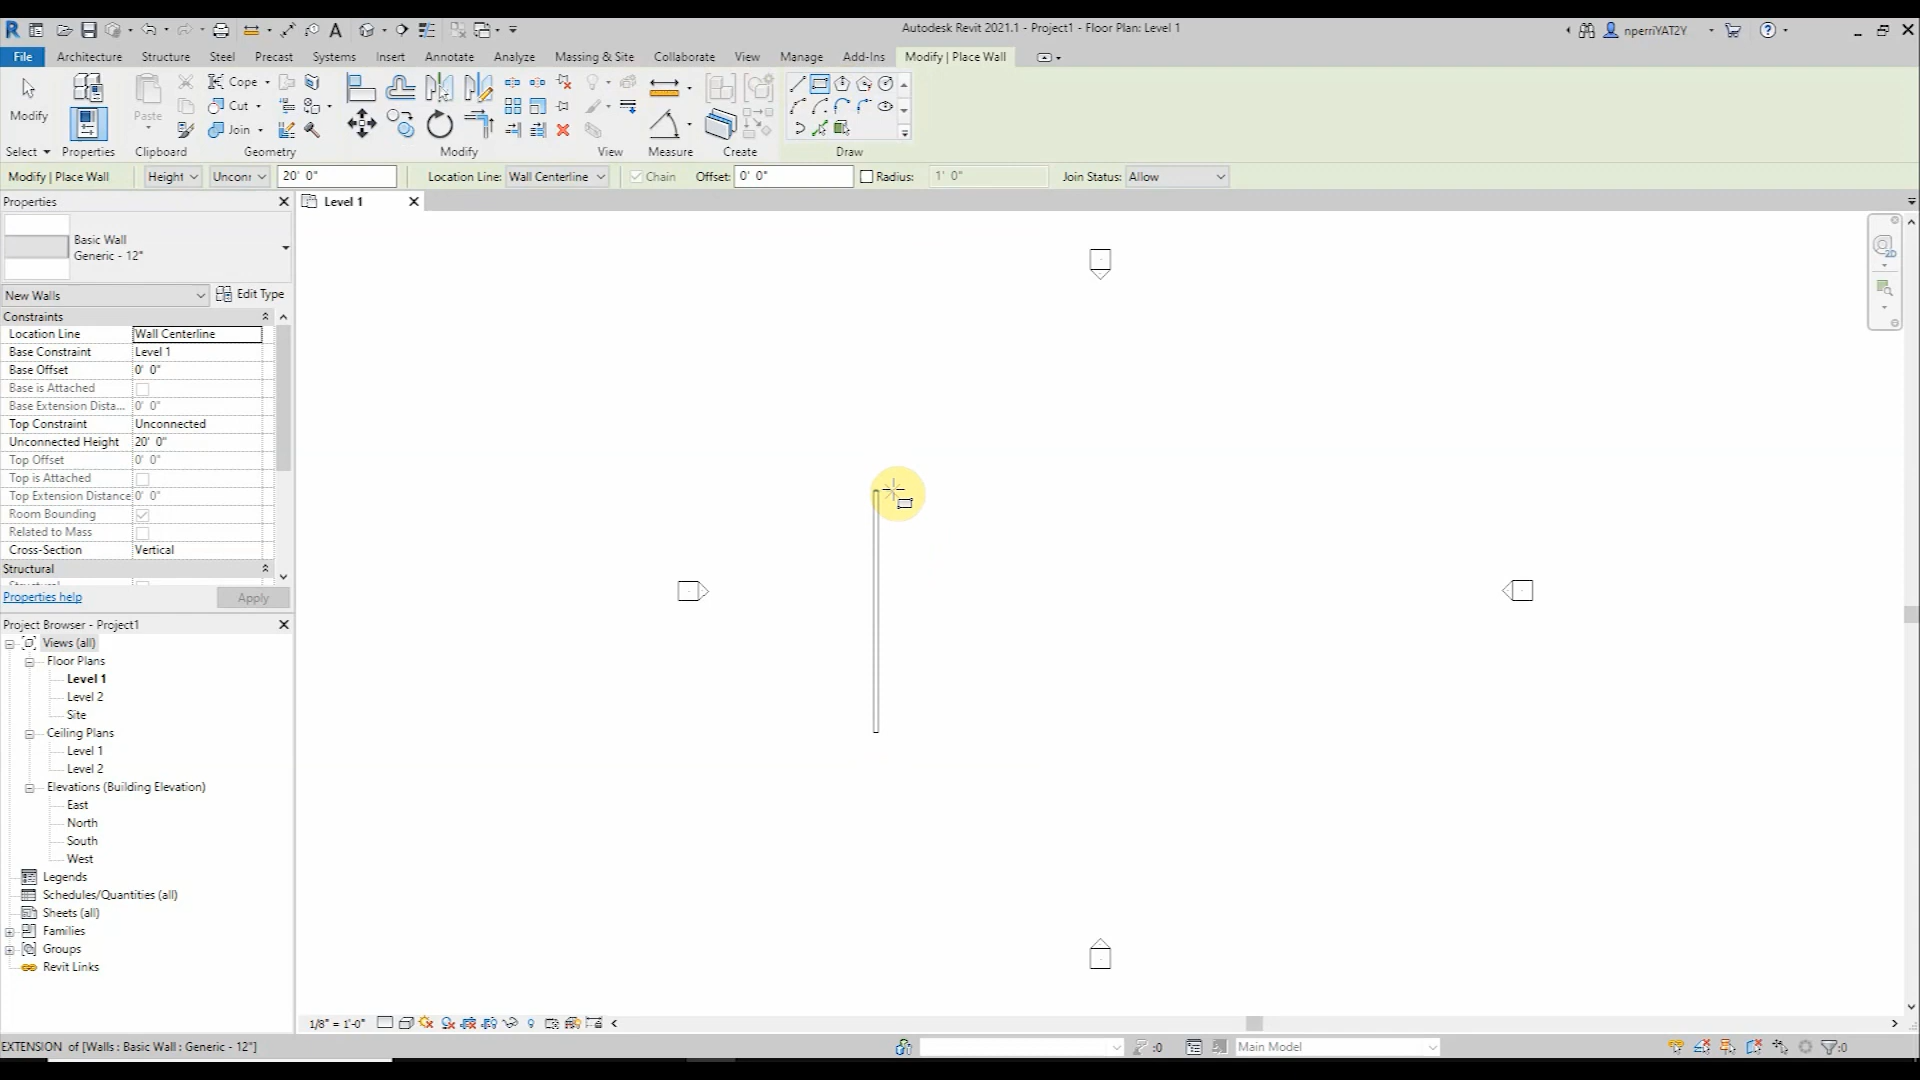 Autodesk Revit 2021.1 - Project1 - Floor Plan: Level 1
nperriYAT2Y
File Architecture Structure Steel Precast Systems Insert Annotate Analyze Massing & Site Collaborate View Manage Add-Ins Modify | Place Wall
Cope
Modify Paste Cut
Join
Select Properties Clipboard Geometry Modify View Measure Create Draw
Modify | Place Wall Height Unconr 20' 0" Location Line: Wall Centerline Chain Offset: 0' 0" Radius: 1' 0" Join Status: Allow
Properties
Level 1
Basic Wall
Generic - 12"
New Walls Edit Type
Constraints
Location Line Wall Centerline
Base Constraint Level 1
Base Offset 0' 0"
Base is Attached
Base Extension Dista... 0' 0"
Top Constraint Unconnected
Unconnected Height 20' 0"
Top Offset 0' 0"
Top is Attached
Top Extension Distance 0' 0"
Room Bounding
Related to Mass
Cross-Section Vertical
Structural
Properties help Apply
Project Browser - Project1
Views (all)
Floor Plans
Level 1
Level 2
Site
Ceiling Plans
Level 1
Level 2
Elevations (Building Elevation)
East
North
South
West
Legends
Schedules/Quantities (all)
Sheets (all)
Families
Groups
Revit Links
1/8" = 1'-0"
EXTENSION of [Walls : Basic Wall : Generic - 12"] :0 Main Model :0